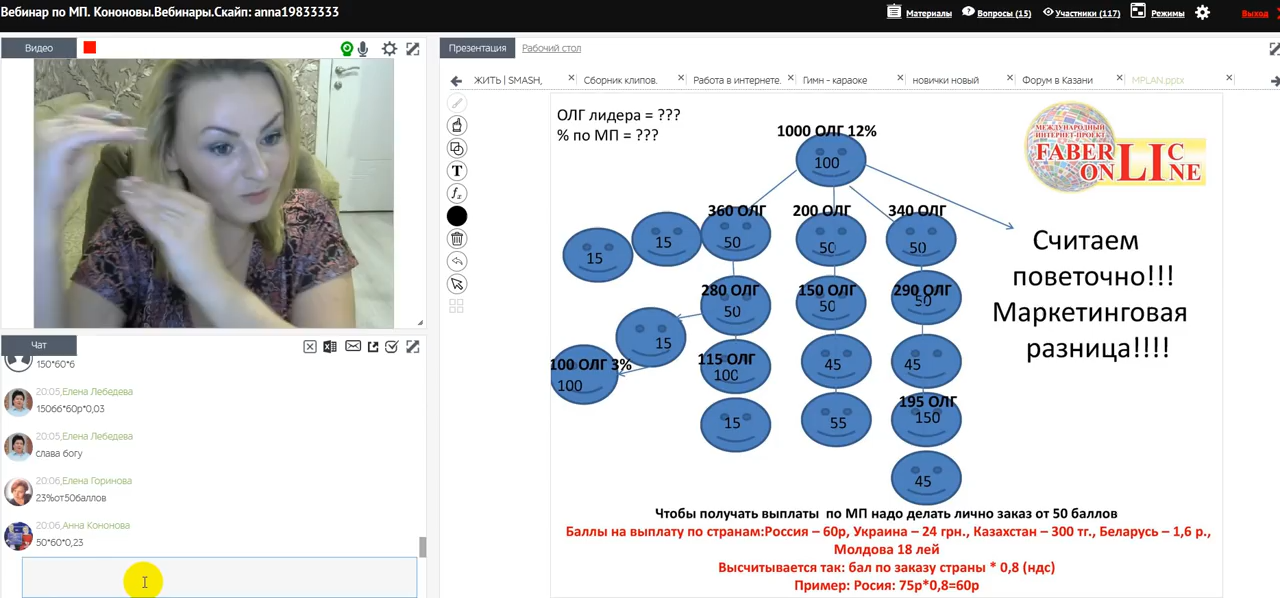 Вебинар по МП. Кононовы.Вебинары.Скайп: anna19833333
Материалы
Вопросы (15)
Участники (117)
Режимы
Выход
Видео
Презентация
Рабочий стол
ЖИТЬ | SMASH,
Сборник клипов.
Работа в интернете.
Гимн - караоке
новички новый
Форум в Казани
MPLAN.pptx
ОЛГ лидера = ???
% по МП = ???
1000 ОЛГ 12%
100
МЕЖДУНАРОДНЫЙ
ИНТЕРНЕТ-ПРОЕКТ
FABERLIC
ONLINE
360 ОЛГ
200 ОЛГ
340 ОЛГ
15
15
50
50
50
280 ОЛГ
150 ОЛГ
290 ОЛГ
50
50
50
15
100 ОЛГ 3%
100
115 ОЛГ
100
45
45
195 ОЛГ
15
55
150
45
Считаем
поветочно!!!
Маркетинговая
разница!!!!
Чтобы получать выплаты по МП надо делать лично заказ от 50 баллов
Баллы на выплату по странам:Россия – 60р, Украина – 24 грн., Казахстан – 300 тг., Беларусь – 1,6 р.,
Молдова 18 лей
Высчитывается так: бал по заказу страны * 0,8 (ндс)
Пример: Росия: 75р*0,8=60р
Чат
150*60*6
20:05,Елена Лебедева
150бб*60р*0,03
20:05,Елена Лебедева
слава богу
20:06,Елена Горинова
23%от50баллов
20:06,Анна Кононова
50*60*0,23